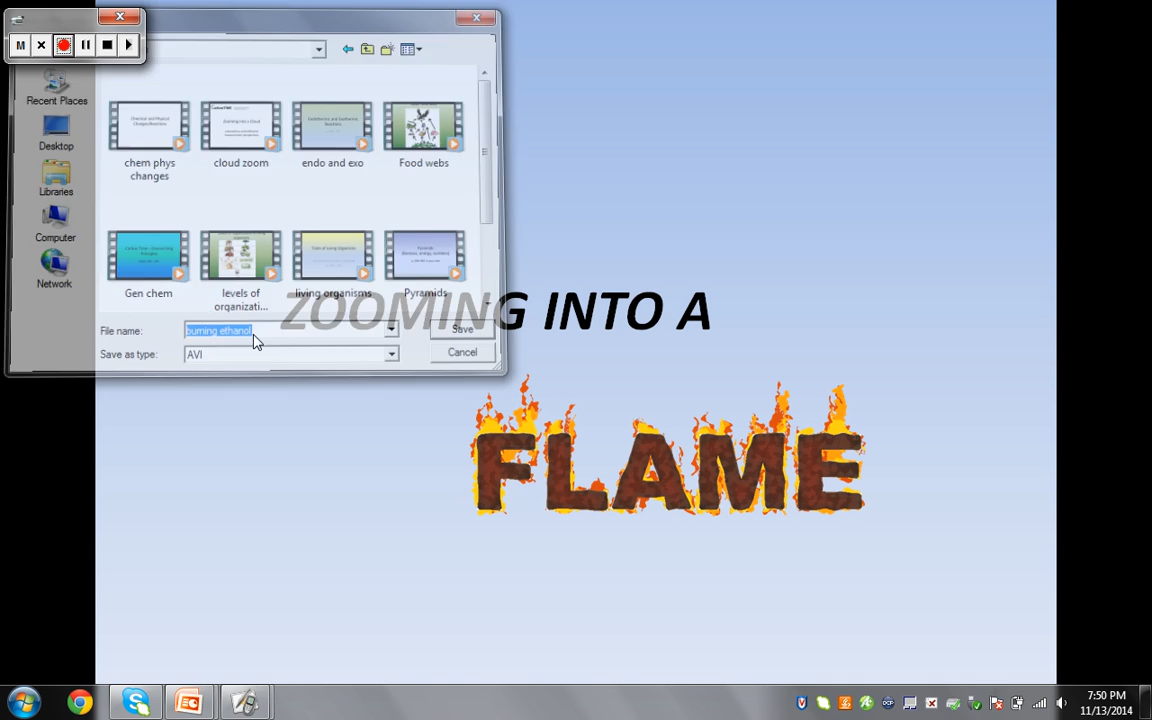 M
Recent Places
Desktop
Libraries
Computer
Network
chem phys
changes
cloud zoom
endo and exo
Food webs
Gen chem
levels of
organizati...
living organisms
Pyramids
File name:
burning ethanol
Save
Save as type:
AVI
Cancel
ZOOMING INTO A
FLAME
7:50 PM
11/13/2014